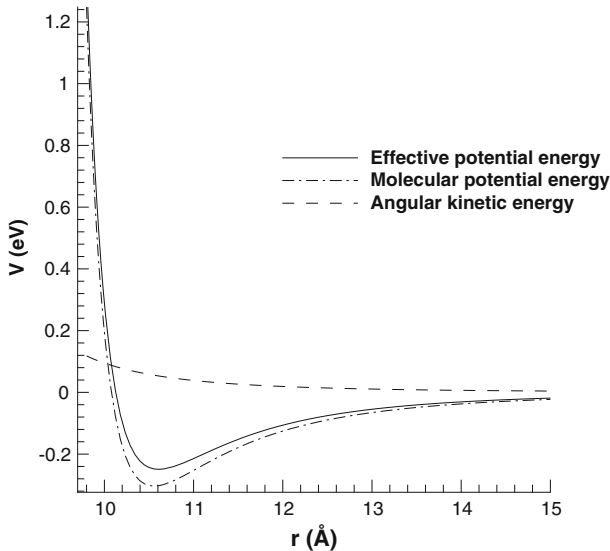 1.2
1
0.8
0.6
0.4
0.2
0
-0.2
V (eV)
Effective potential energy
Molecular potential energy
Angular kinetic energy
10 11 12 13 14 15
r (Å)